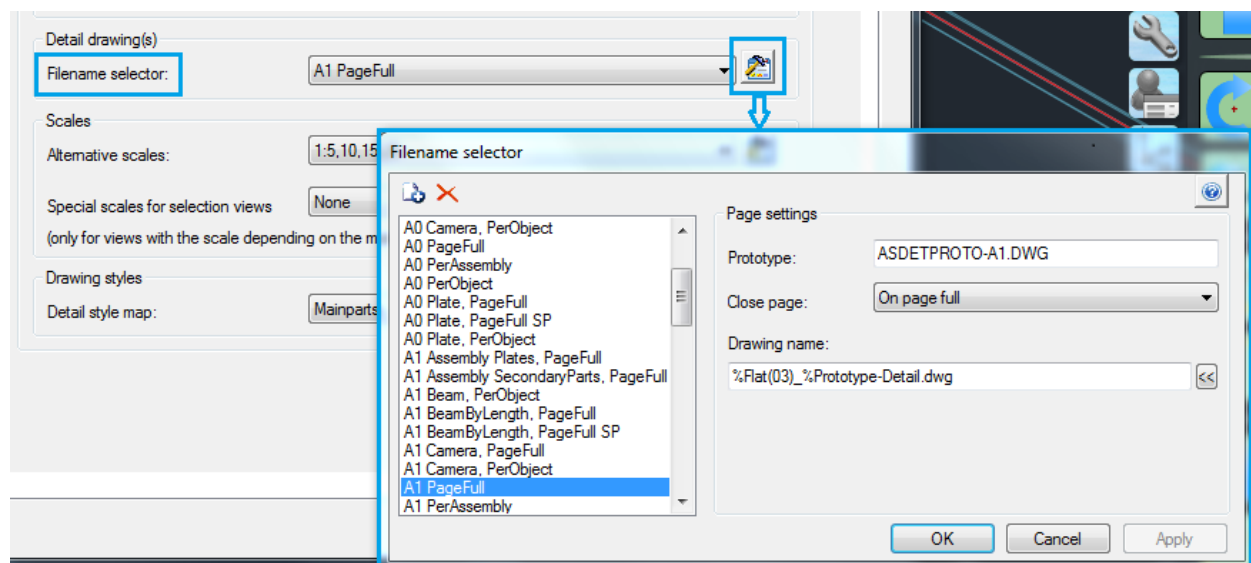 Detail drawing(s)
Filename selector:
A1 PageFull
Scales
Alternative scales:
1:5,10,15
Special scales for selection views
None
(only for views with the scale depending on the m
Drawing styles
Detail style map:
Mainparts
Filename selector
A0 Camera, PerObject
A0 PageFull
A0 PerAssembly
A0 PerObject
A0 Plate, PageFull
A0 Plate, PageFull SP
A0 Plate, PerObject
A1 Assembly Plates, PageFull
A1 Assembly SecondaryParts, PageFull
A1 Beam, PerObject
A1 BeamByLength, PageFull
A1 BeamByLength, PageFull SP
A1 Camera, PageFull
A1 Camera, PerObject
A1 PageFull
A1 PerAssembly
Page settings
Prototype:
ASDETPROTO-A1.DWG
Close page:
On page full
Drawing name:
%Flat(03)_%Prototype-Detail.dwg
<<
OK
Cancel
Apply